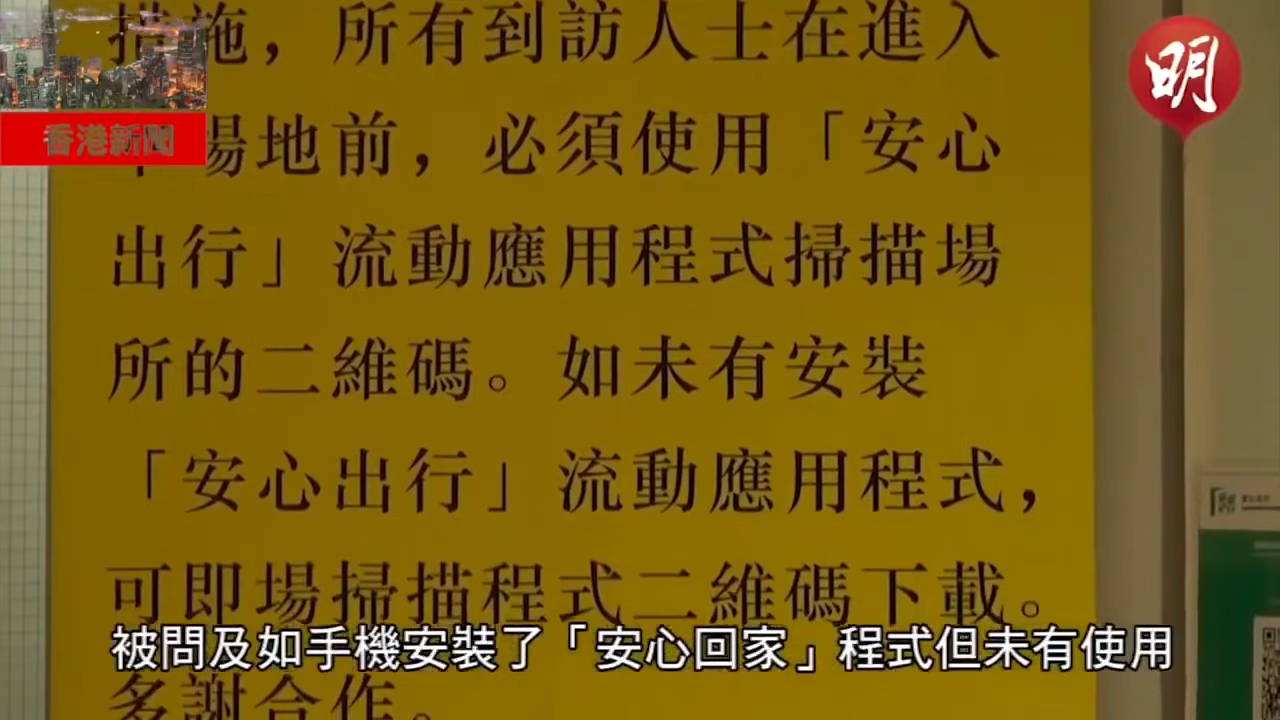 措施，所有到訪人士在進入
場地前，必須使用「安心
出行」流動應用程式掃描場
所的二維碼。如未有安裝
「安心出行」流動應用程式，
可即場掃描程式二維碼下載。
多謝合作。
香港新聞
明
被問及如手機安裝了「安心回家」程式但未有使用